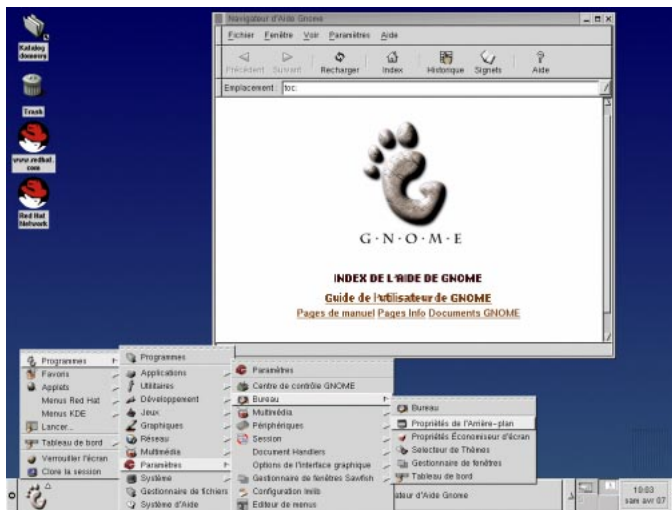 Navigateur d'Aide Gnome
Fichier Fenêtre Voir Paramètres Aide
Précédent Suivant Recharger Index Historique Signets Aide
Emplacement: toc:
G·N·O·M·E
INDEX DE L'AIDE DE GNOME
Guide de l'utilisateur de GNOME
Pages de manuel Pages Info Documents GNOME
Katalog domowy
Trash
www.redhat.com
Red Hat Network
Programmes
Favoris
Applets
Menus Red Hat
Menus KDE
Lancer...
Tableau de bord
Verrouiller l'écran
Clore la session
Programmes
Applications
Utilitaires
Développement
Jeux
Graphiques
Réseau
Multimédia
Paramètres
Système
Gestionnaire de fichiers
Système d'Aide
Paramètres
Centre de contrôle GNOME
Bureau
Multimédia
Périphériques
Session
Document Handlers
Options de l'interface graphique
Gestionnaire de fenêtres Sawfish
Configuration
Editeur de menus
Bureau
Propriétés de l'Arrière-plan
Propriétés Économiseur d'écran
Sélecteur de Thèmes
Gestionnaire de fenêtres
Tableau de bord
ateur d'Aide Gnome
sam avr 07